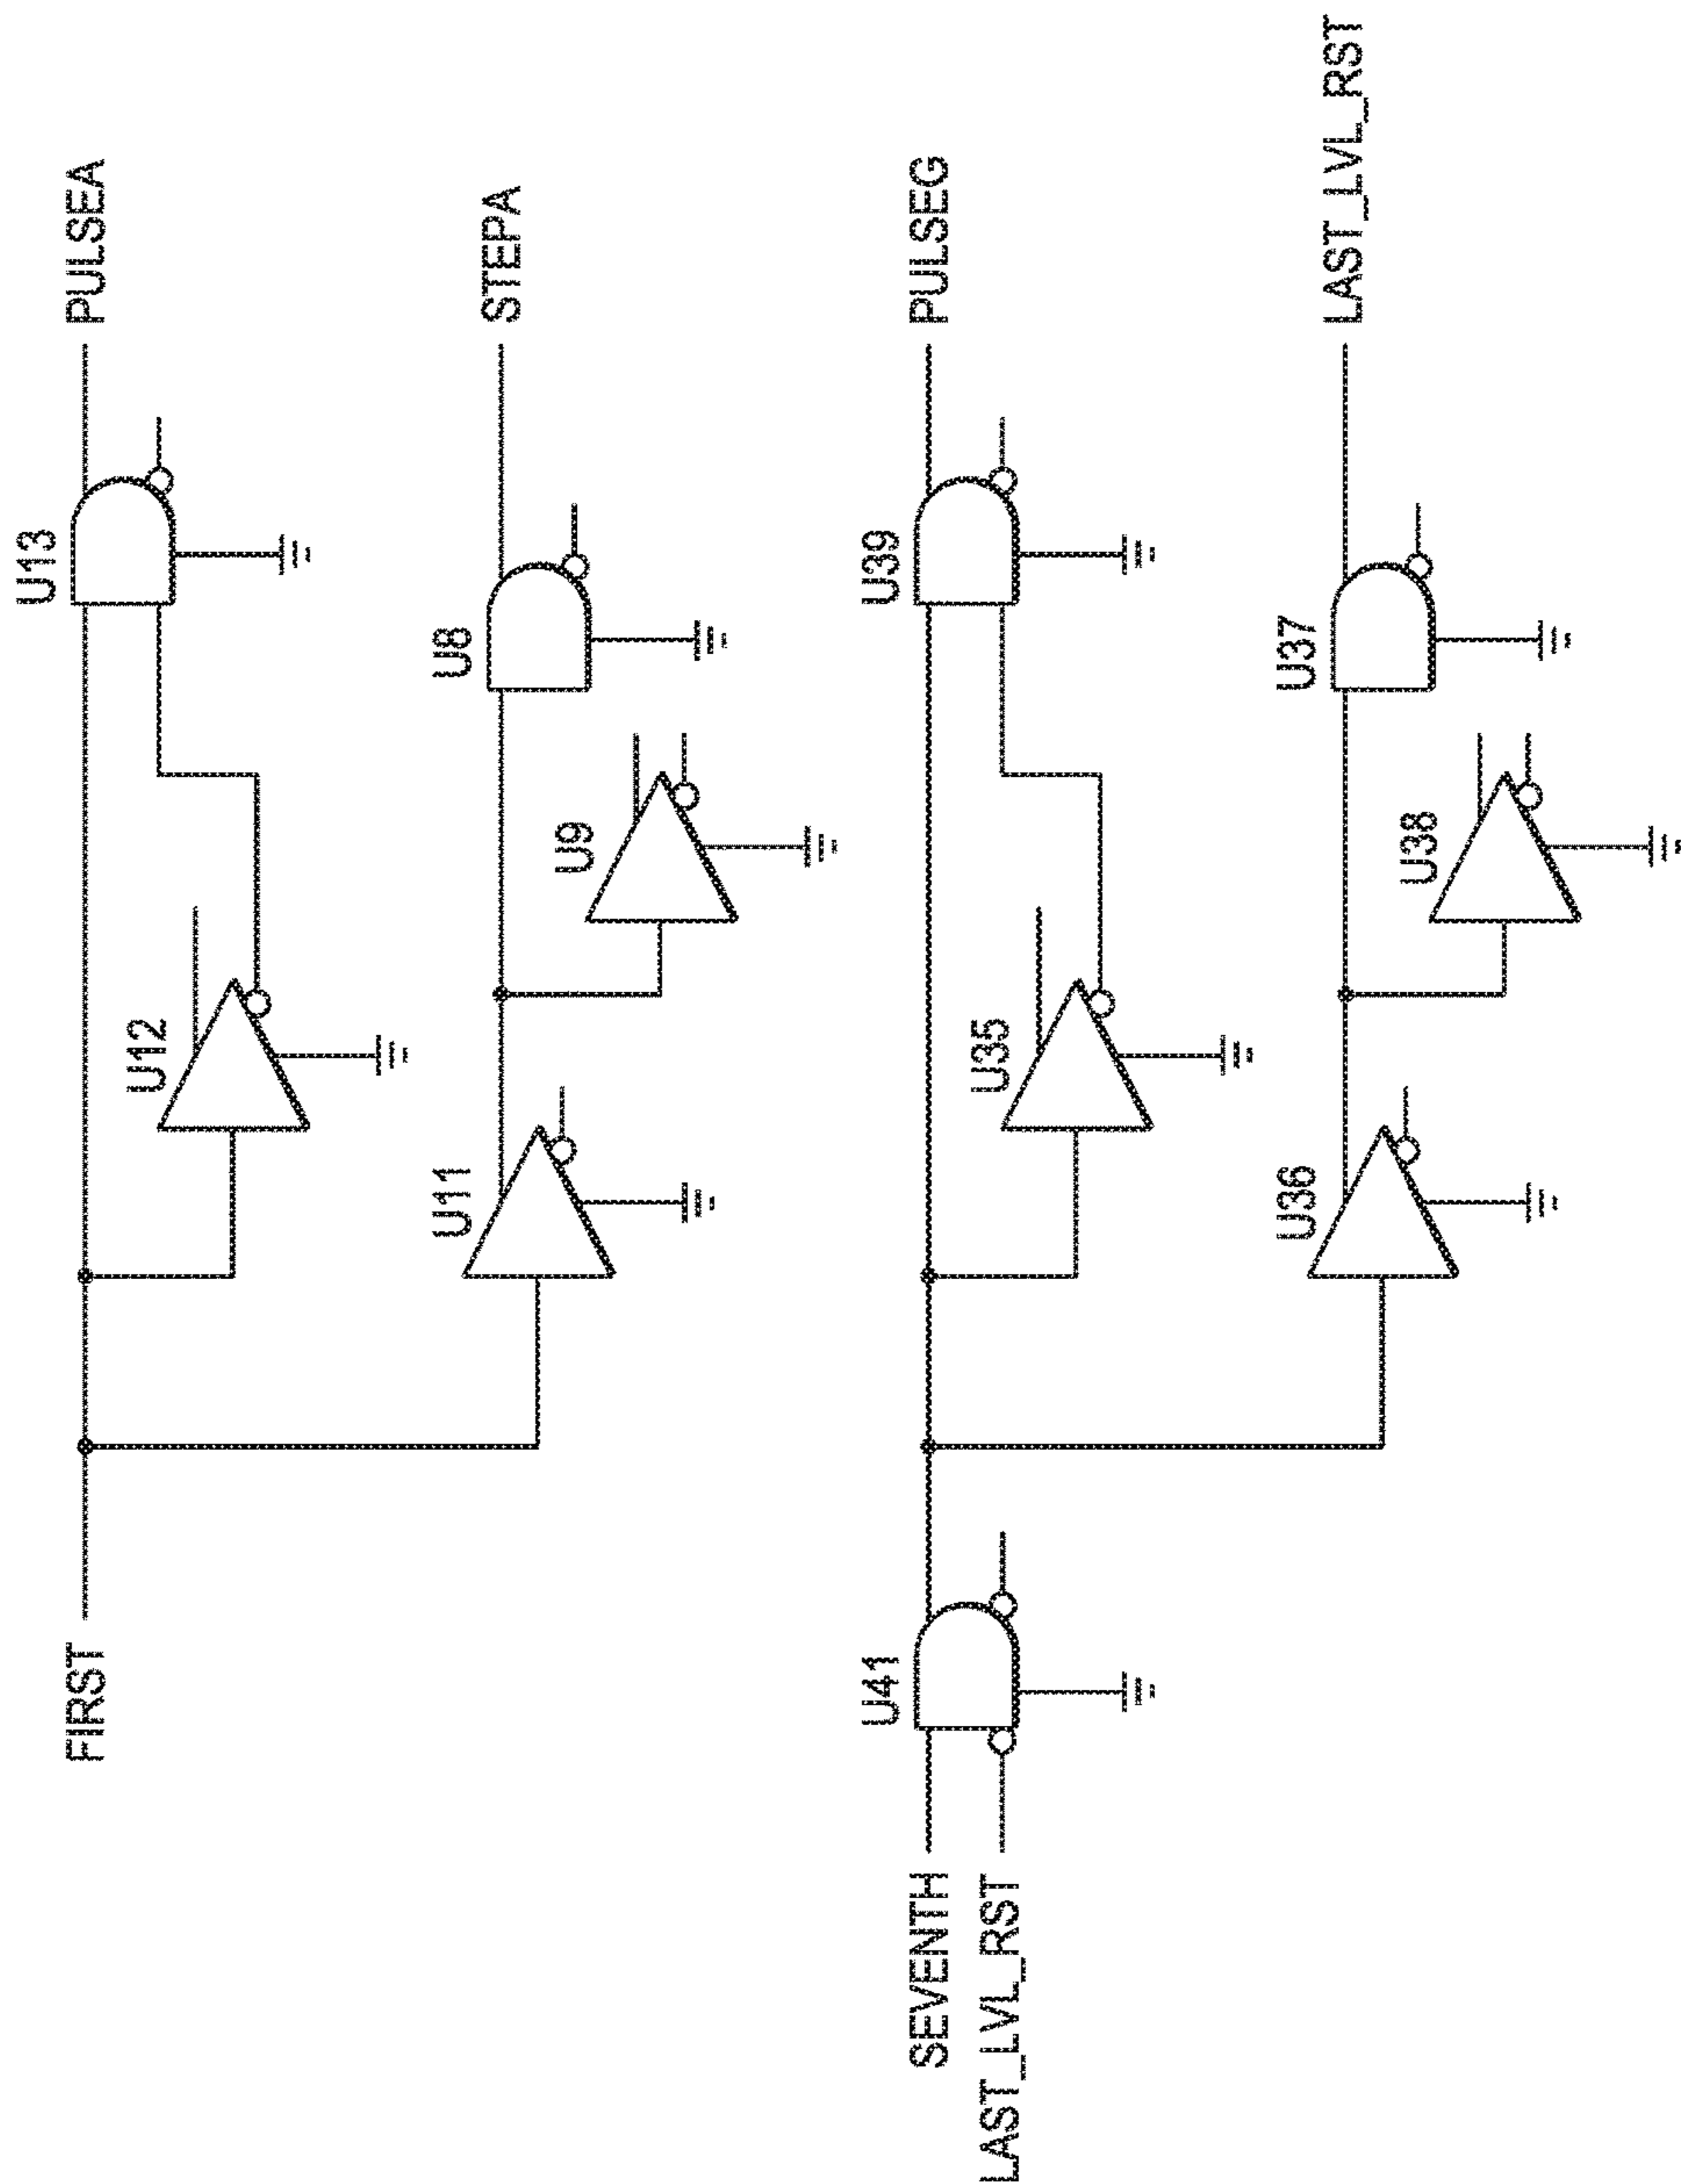 FIRST
U12
U13
PULSEA
U11
U9
U8
STEPA
SEVENTH
LAST_LVL_RST
U41
U35
U39
PULSEG
U36
U38
U37
LAST_LVL_RST